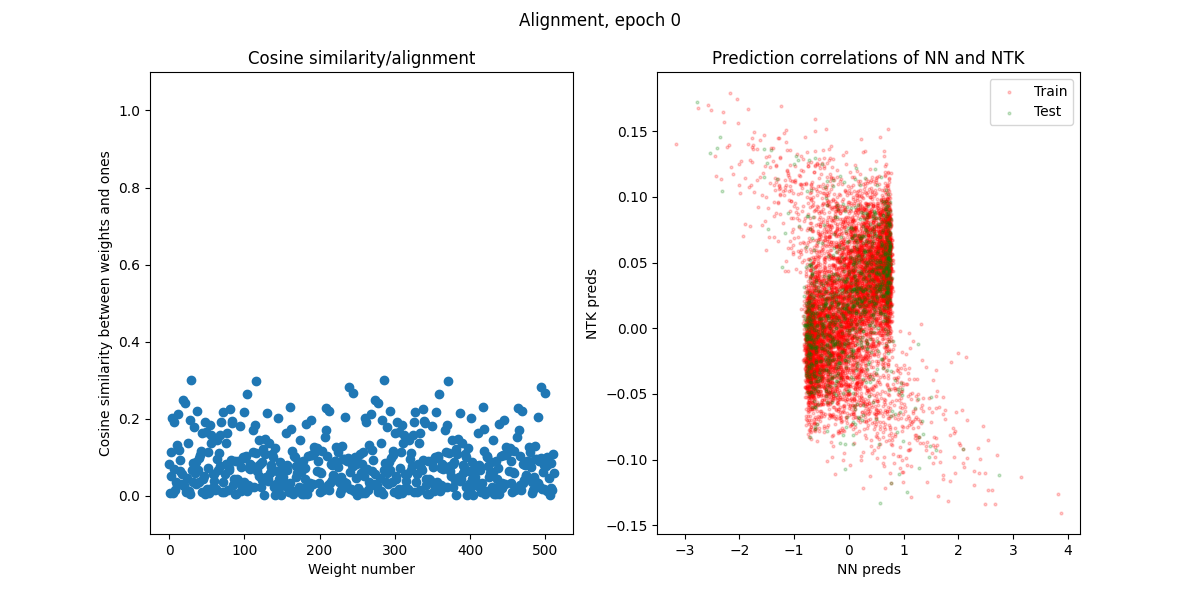 Alignment, epoch 0
Cosine similarity/alignment
Cosine similarity between weights and ones
1.0
0.8
0.6
0.4
0.2
0.0
0 100 200 300 400 500
Weight number
Prediction correlations of NN and NTK
Train
Test
NTK preds
0.15
0.10
0.05
0.00
−0.05
−0.10
−0.15
−3 −2 −1 0 1 2 3 4
NN preds